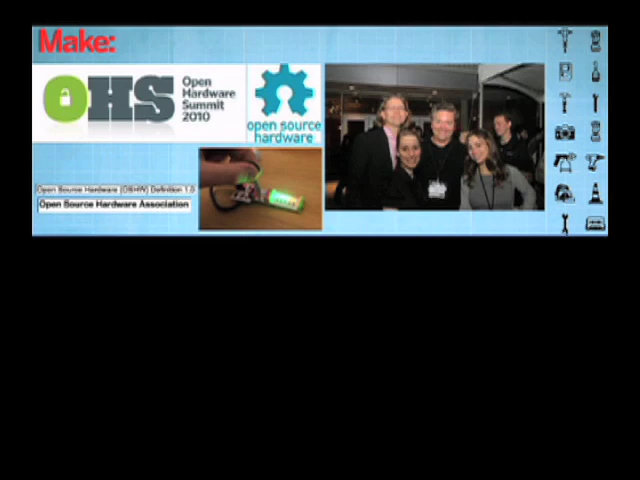 Make:
OHS
Open
Hardware
Summit
2010
open source
hardware
Open Source Hardware (OSHW) Definition 1.0
Open Source Hardware Association
P